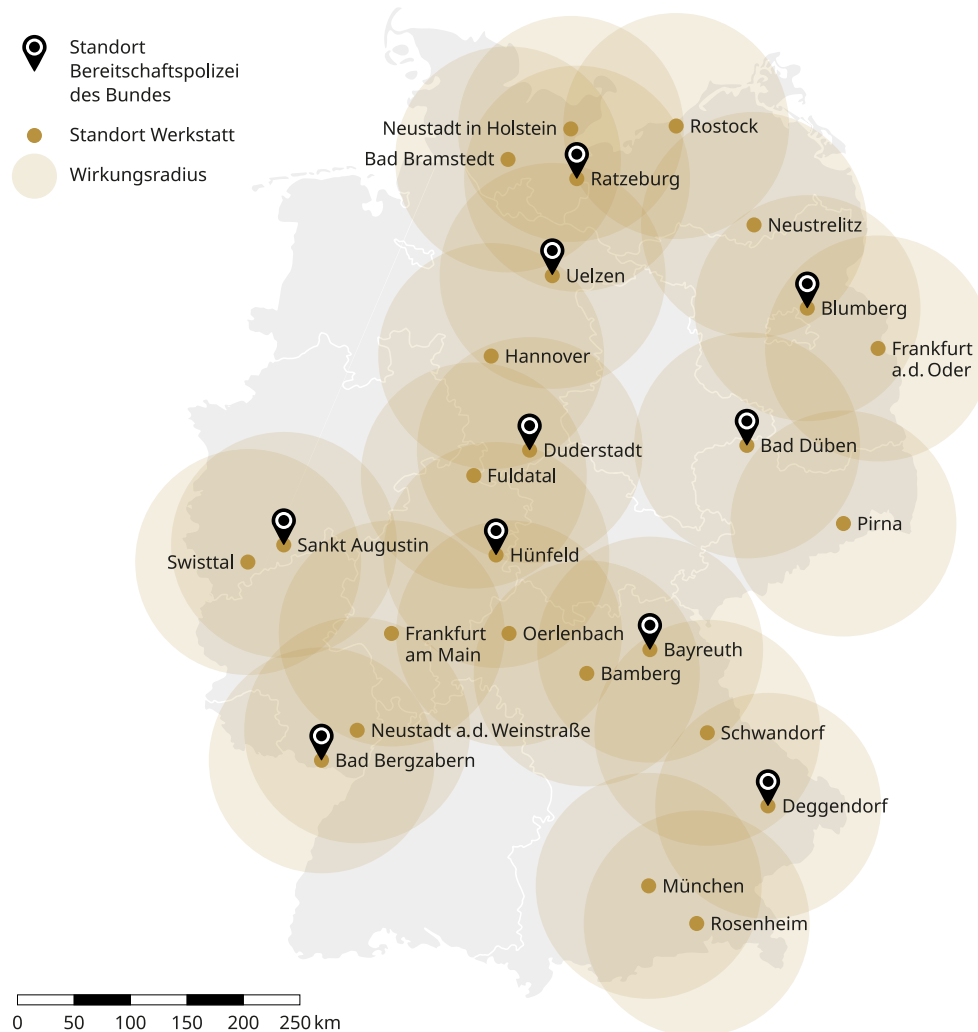 Standort
Bereitschaftspolizei
des Bundes
Standort Werkstatt
Wirkungsradius
Neustadt in Holstein
Rostock
Bad Bramstedt
Ratzeburg
Neustrelitz
Uelzen
Blumberg
Hannover
Frankfurt
a.d. Oder
Duderstadt
Bad Düben
Fuldatal
Pirna
Sankt Augustin
Hünfeld
Swisttal
Frankfurt
am Main
Oerlenbach
Bayreuth
Bamberg
Neustadt a.d. Weinstraße
Schwandorf
Bad Bergzabern
Deggendorf
München
Rosenheim
0 50 100 150 200 250 km